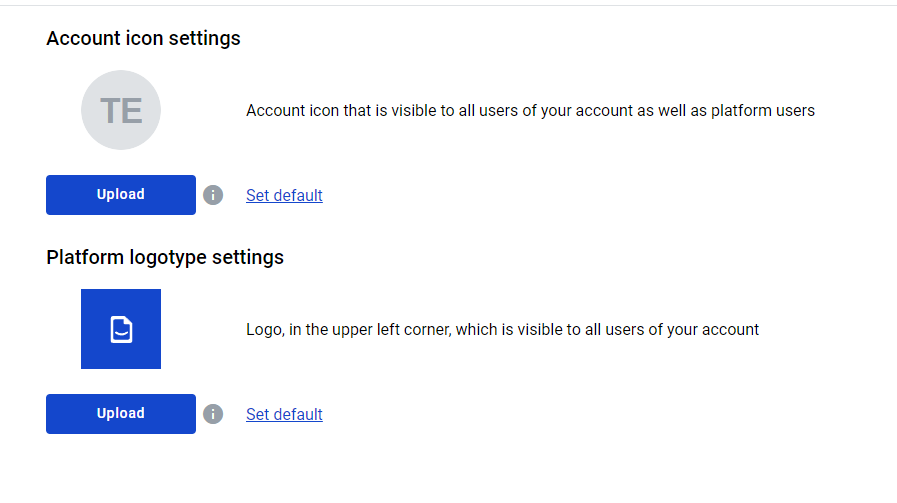 Account icon settings
TE
Account icon that is visible to all users of your account as well as platform users
Upload
i
Set default
Platform logotype settings
Logo, in the upper left corner, which is visible to all users of your account
Upload
i
Set default